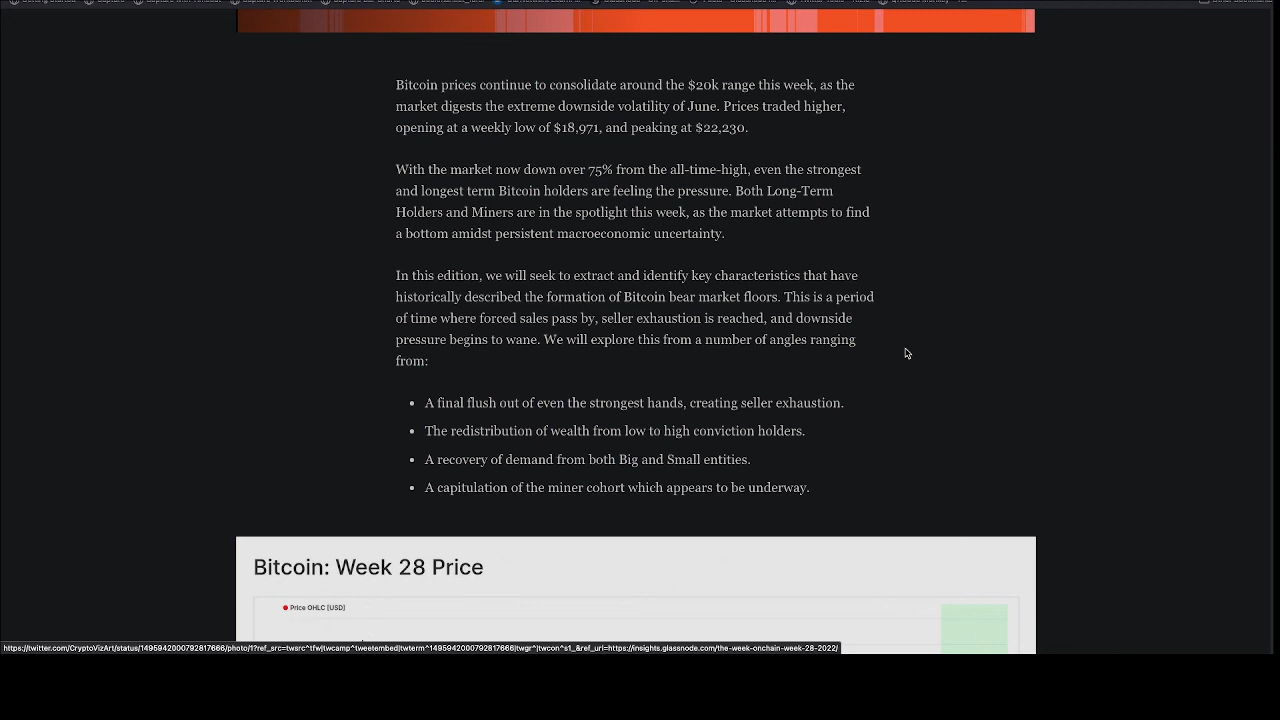 Bitcoin prices continue to consolidate around the $20k range this week, as the
market digests the extreme downside volatility of June. Prices traded higher,
opening at a weekly low of $18,971, and peaking at $22,230.
With the market now down over 75% from the all-time-high, even the strongest
and longest term Bitcoin holders are feeling the pressure. Both Long-Term
Holders and Miners are in the spotlight this week, as the market attempts to find
a bottom amidst persistent macroeconomic uncertainty.
In this edition, we will seek to extract and identify key characteristics that have
historically described the formation of Bitcoin bear market floors. This is a period
of time where forced sales pass by, seller exhaustion is reached, and downside
pressure begins to wane. We will explore this from a number of angles ranging
from:
• A final flush out of even the strongest hands, creating seller exhaustion.
• The redistribution of wealth from low to high conviction holders.
• A recovery of demand from both Big and Small entities.
• A capitulation of the miner cohort which appears to be underway.
Bitcoin: Week 28 Price
Price OHLC [USD]
https://twitter.com/CryptoVizArt/status/1495942000792817666/photo/1?ref_src=twsrc^tfw|twcamp^tweetembed|twterm^1495942000792817666|twgr^|twcon^s1_&ref_url=https://insights.glassnode.com/the-week-onchain-week-28-2022/